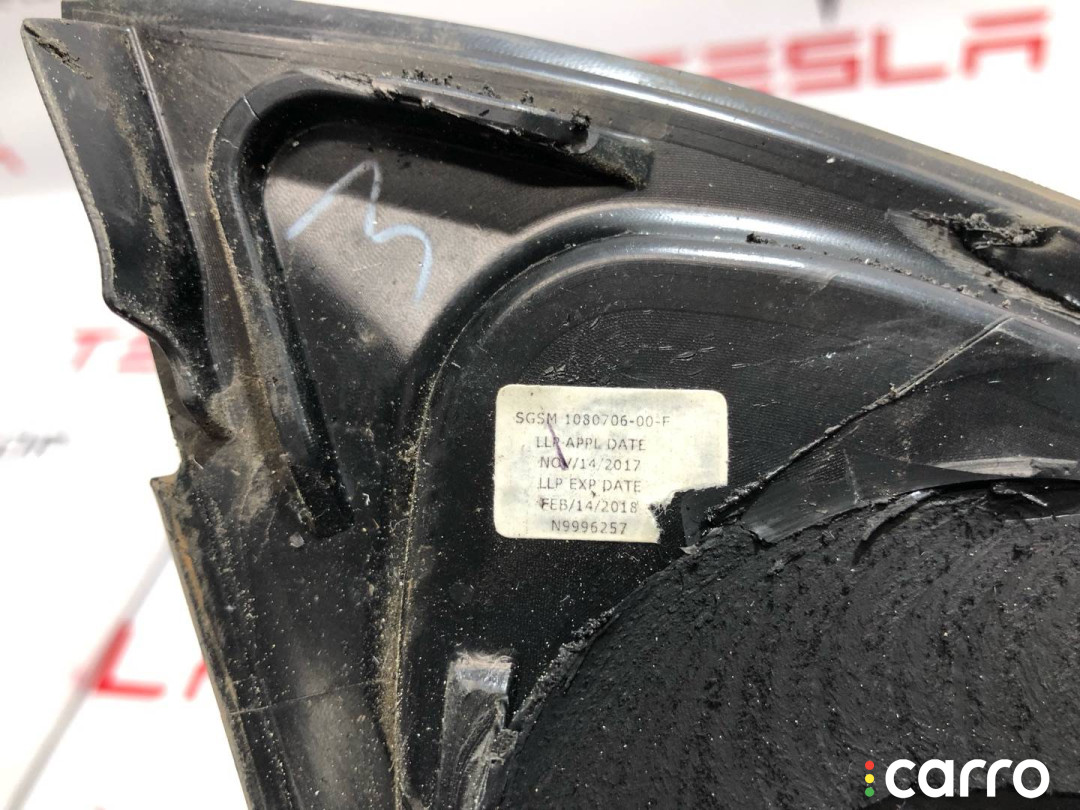 TESLA
SGSM 1080706-00-F
LLP APPL DATE
NOV/14/2017
LLP EXP DATE
FEB/14/2018
N9996257
carro